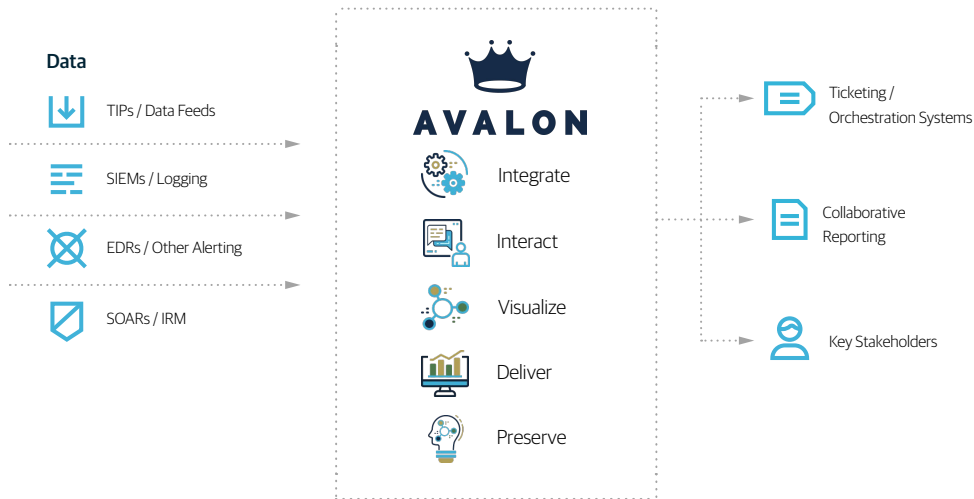 Data
TIPs / Data Feeds
SIEMs / Logging
EDRs / Other Alerting
SOARs / IRM
AVALON
Integrate
Interact
Visualize
Deliver
Preserve
Ticketing /
Orchestration Systems
Collaborative
Reporting
Key Stakeholders